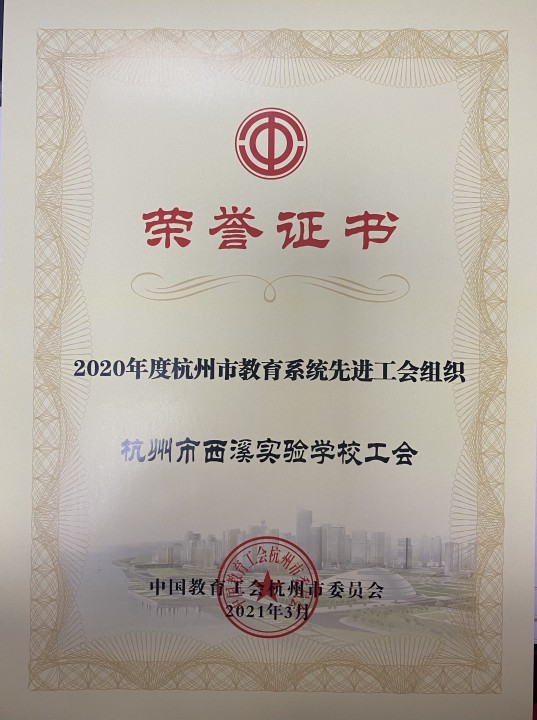 荣誉证书
2020年度杭州市教育系统先进工会组织
杭州市西溪实验学校工会
中国教育工会杭州市委员会
2021年3月